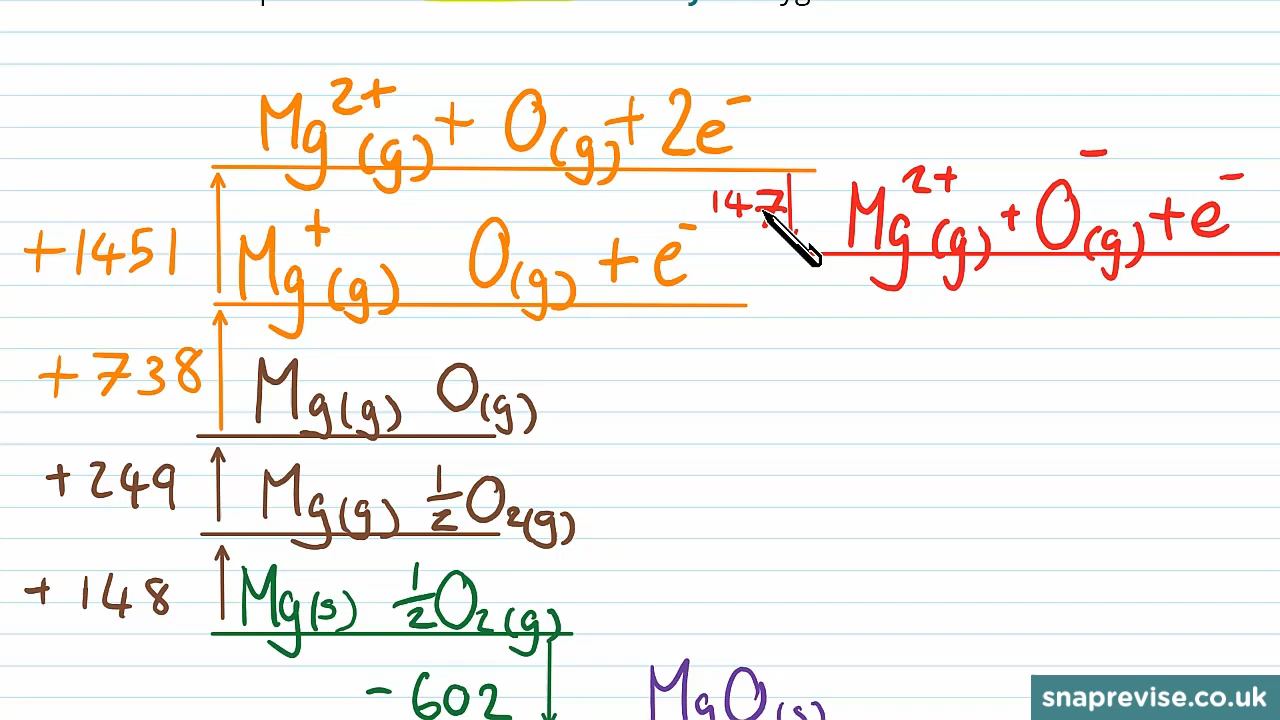 Mg²⁺(g) + O(g) + 2e⁻
147
Mg²⁺(g) + O⁻(g) + e⁻
+1451
Mg⁺(g) O(g) + e⁻
+738
Mg(g) O(g)
+249
Mg(g) ½O₂(g)
+148
Mg(s) ½O₂(g)
-602
MgO(s)
snaprevise.co.uk